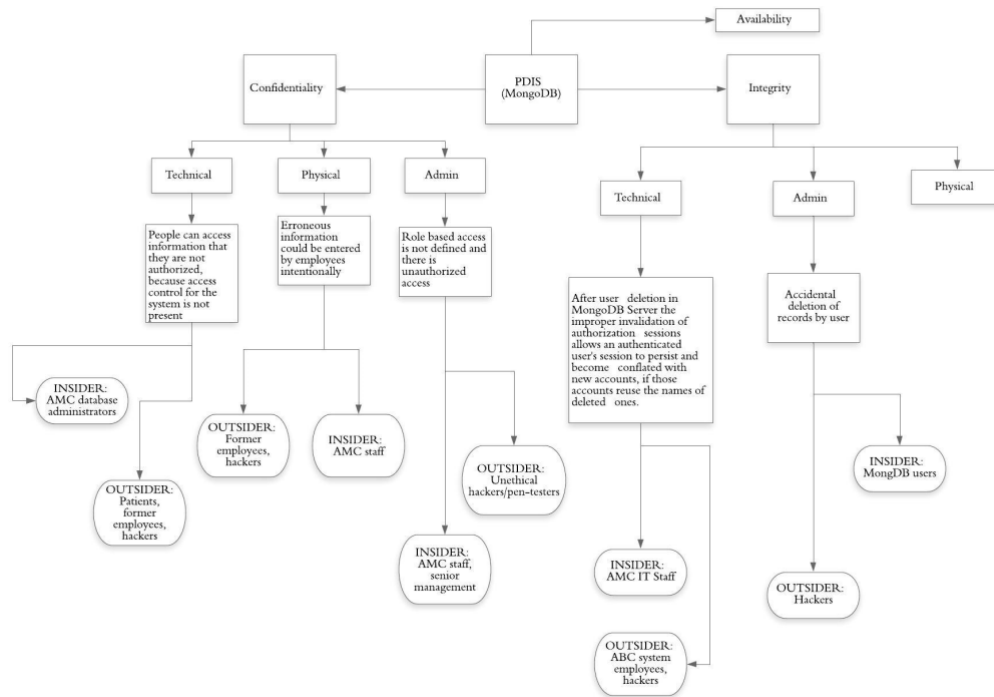 Availability
Confidentiality
PDIS
(MongoDB)
Integrity
Technical
Physical
Admin
Technical
Admin
Physical
People can access
information that
they are not
authorized,
because access
control for the
system is not
present
Erroneous
information
could be entered
by employees
intentionally
Role based access
is not defined and
there is
unauthorized
access
After user deletion in
MongoDB Server the
improper invalidation of
authorization sessions
allows an authenticated
user's session to persist and
become conflated with
new accounts, if those
accounts reuse the names of
deleted ones.
Accidental
deletion of
records by user
INSIDER:
AMC database
administrators
OUTSIDER:
Patients,
former
employees,
hackers
OUTSIDER:
Former
employees,
hackers
INSIDER:
AMC staff
OUTSIDER:
Unethical
hackers/pen-testers
INSIDER:
AMC staff,
senior
management
INSIDER:
AMC IT Staff
OUTSIDER:
ABC system
employees,
hackers
INSIDER:
MongDB users
OUTSIDER:
Hackers